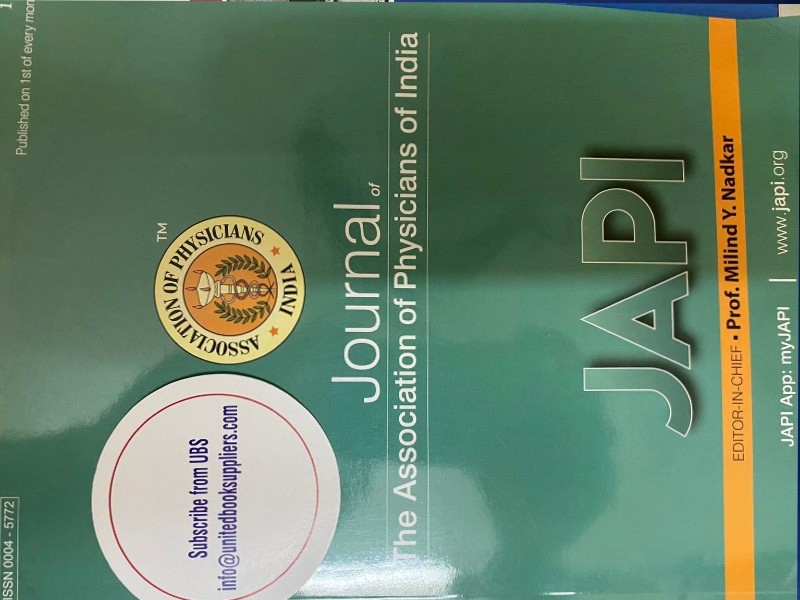 ISSN 0004 - 5772
Published on 1st of every mon
1
Subscribe from UBS
info@unitedbooksuppliers.com
ASSOCIATION OF PHYSICIANS
INDIA
TM
Journal of
The Association of Physicians of India
JAPI
EDITOR-IN-CHIEF • Prof. Milind Y. Nadkar
JAPI App: myJAPI | www.japi.org